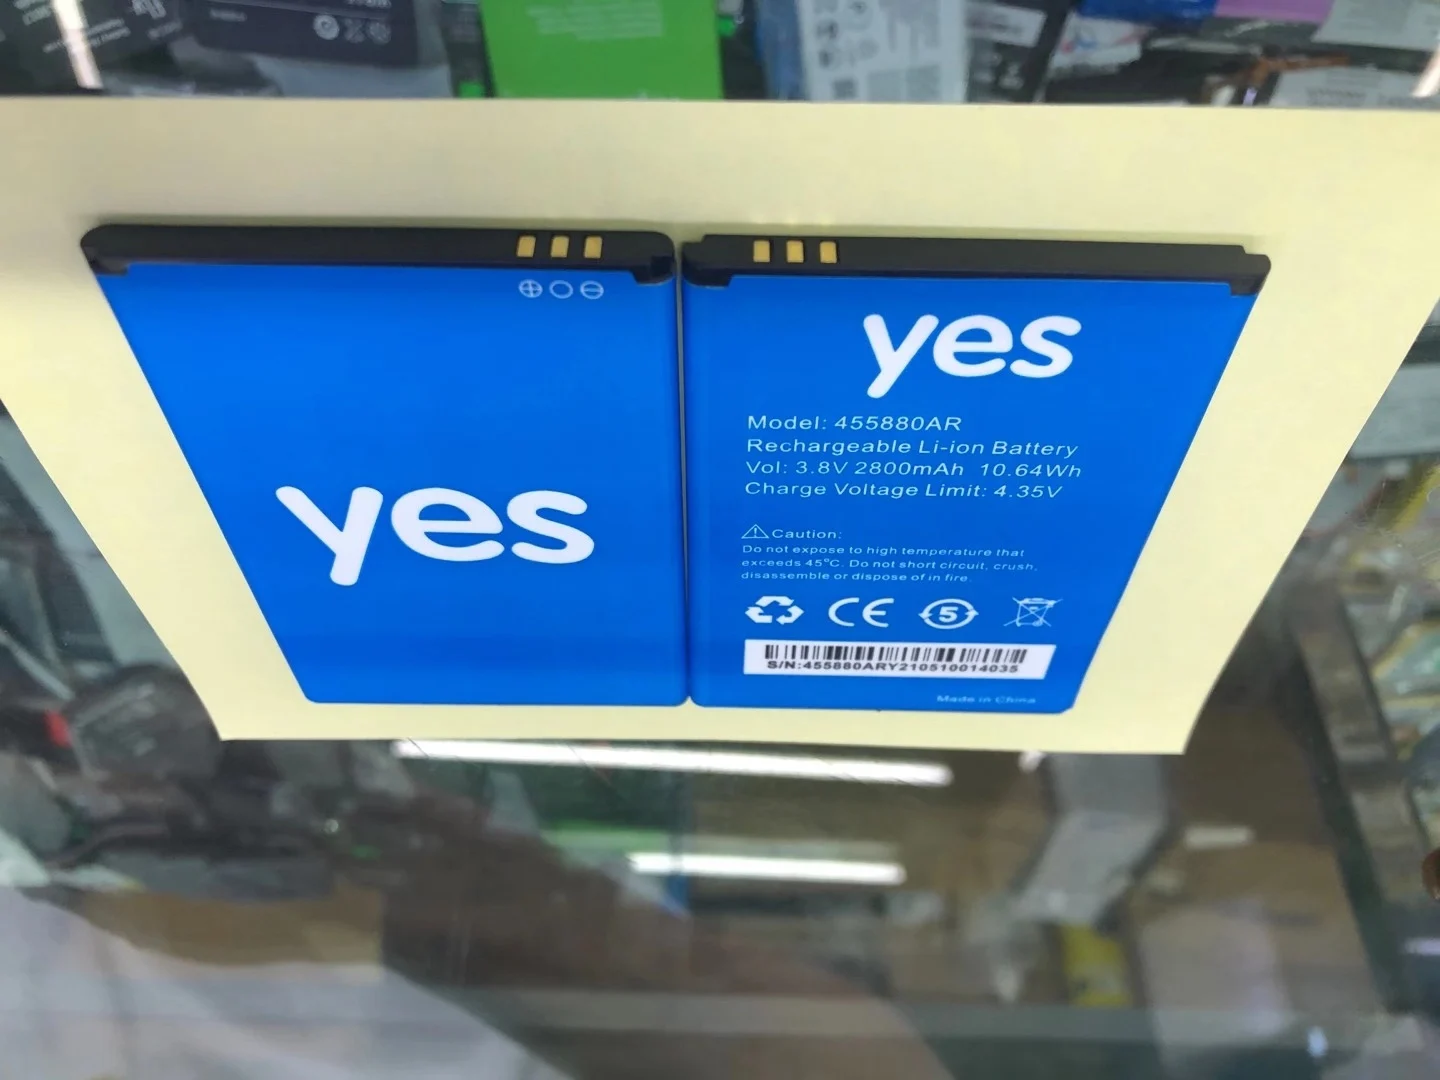 yes
yes
Model: 455880AR
Rechargeable Li-ion Battery
Vol: 3.8V 2800mAh 10.64Wh
Charge Voltage Limit: 4.35V
Caution:
Do not expose to high temperature that
exceeds 45°C. Do not short circuit, crush,
disassemble or dispose of in fire.
CE 5
S/N:455880ARY210510014035
Made in China